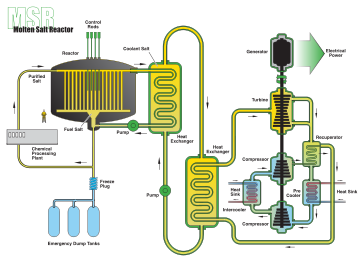 MSR
Molten Salt Reactor
Control
Rods
Coolant Salt
Reactor
Generator
Electrical
Power
Purified
Salt
Turbine
Fuel Salt
Pump
Heat
Exchanger
Heat
Exchanger
Recuperator
Chemical
Processing
Plant
Compressor
Freeze
Plug
Pump
Heat
Sink
Pre
Cooler
Heat Sink
Intercooler
Compressor
Emergency Dump Tanks